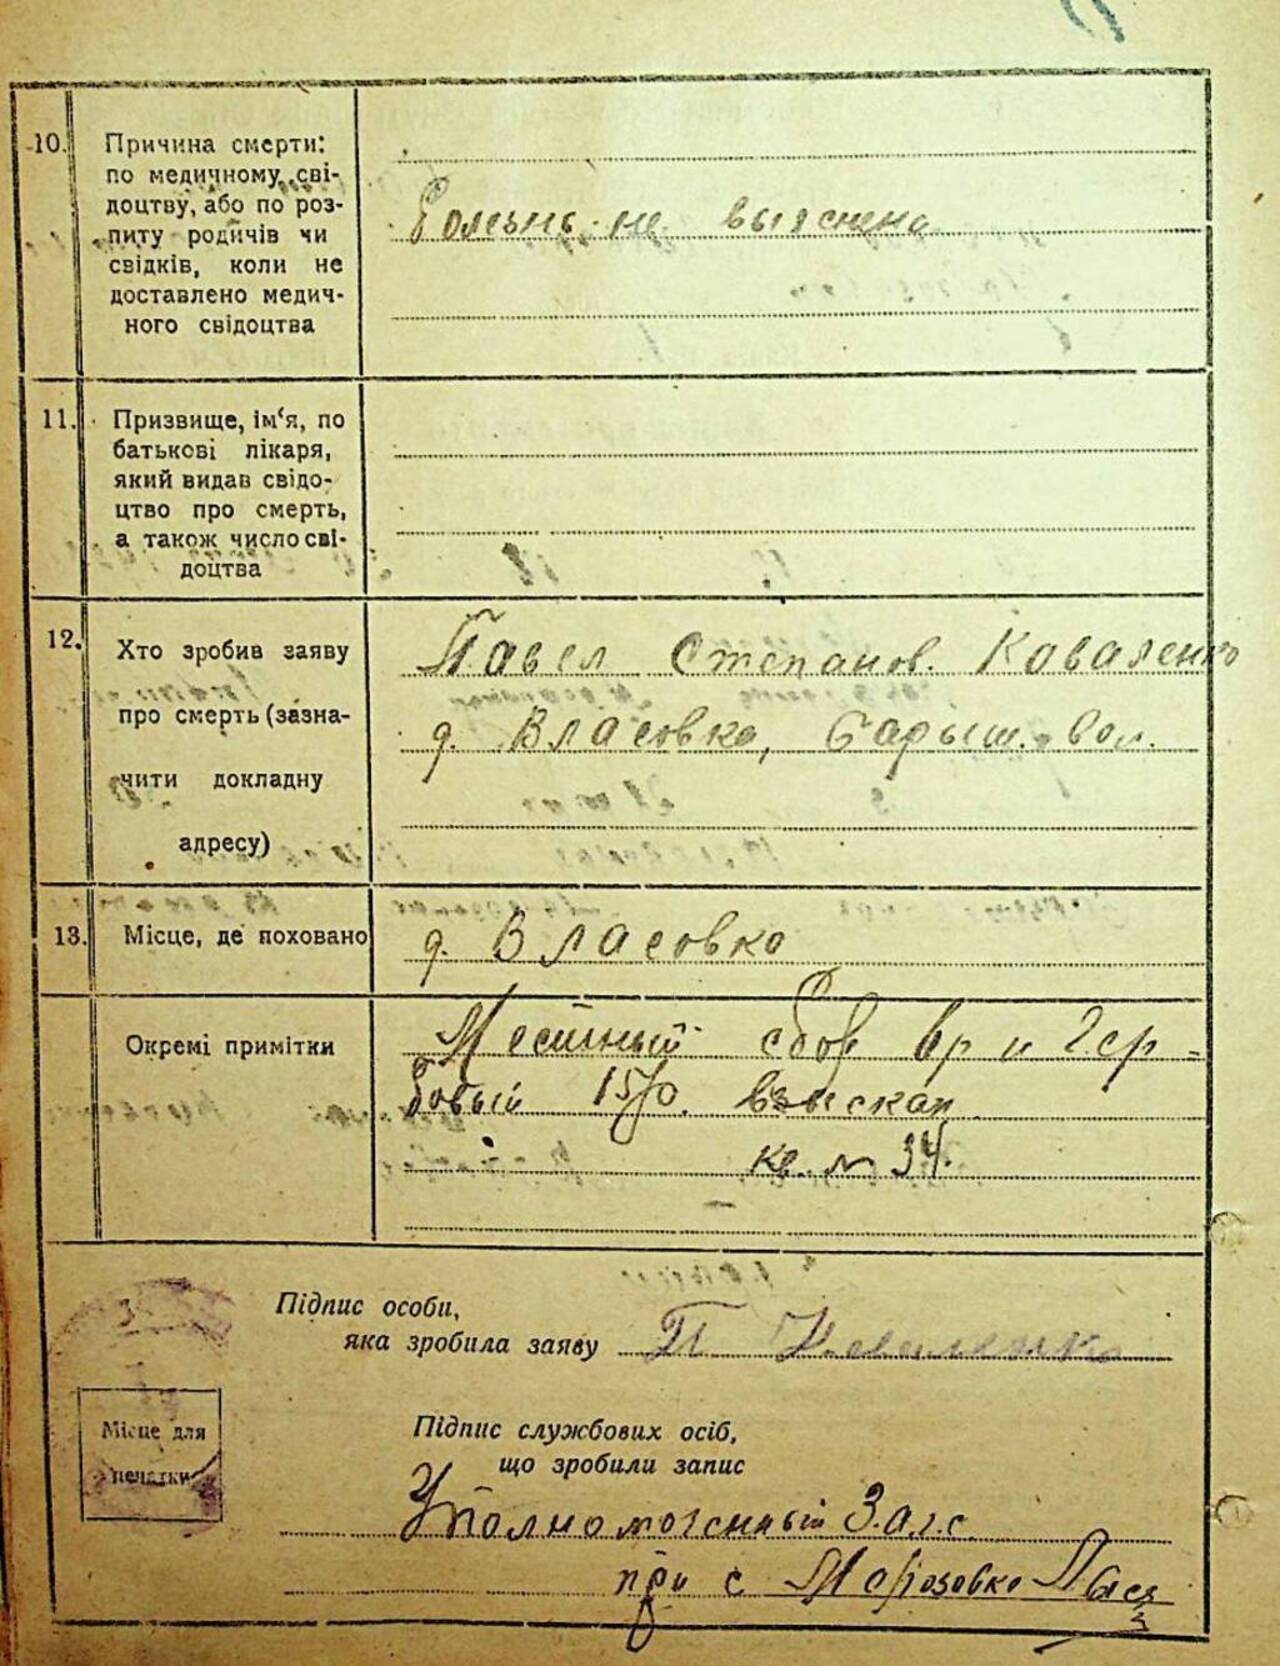 10. Причина смерти:
по медичному сві-
доцтву, або по роз-
питу родичів чи
свідків, коли не
доставлено медич-
ного свідоцтва
Болезнь не выяснена
11. Призвище, ім‘я, по
батькові лікаря,
який видав свідо-
цтво про смерть,
а також число сві-
доцтва
12. Хто зробив заяву
про смерть (зазна-
чити докладну
адресу)
Павел Степанов. Коваленко
д. Власовка, Барыш. вол.
13. Місце, де поховано
д. Власовка
Окремі примітки
Местный сбор 6 р и Гер-
бовый 15% взыскан
кв. № 34.
Підпис особи,
яка зробила заяву П Коваленко
Місце для
печатки
Підпис службових осіб,
що зробили запис
Уполномоченный З.а.г.с.
при с Морозовке